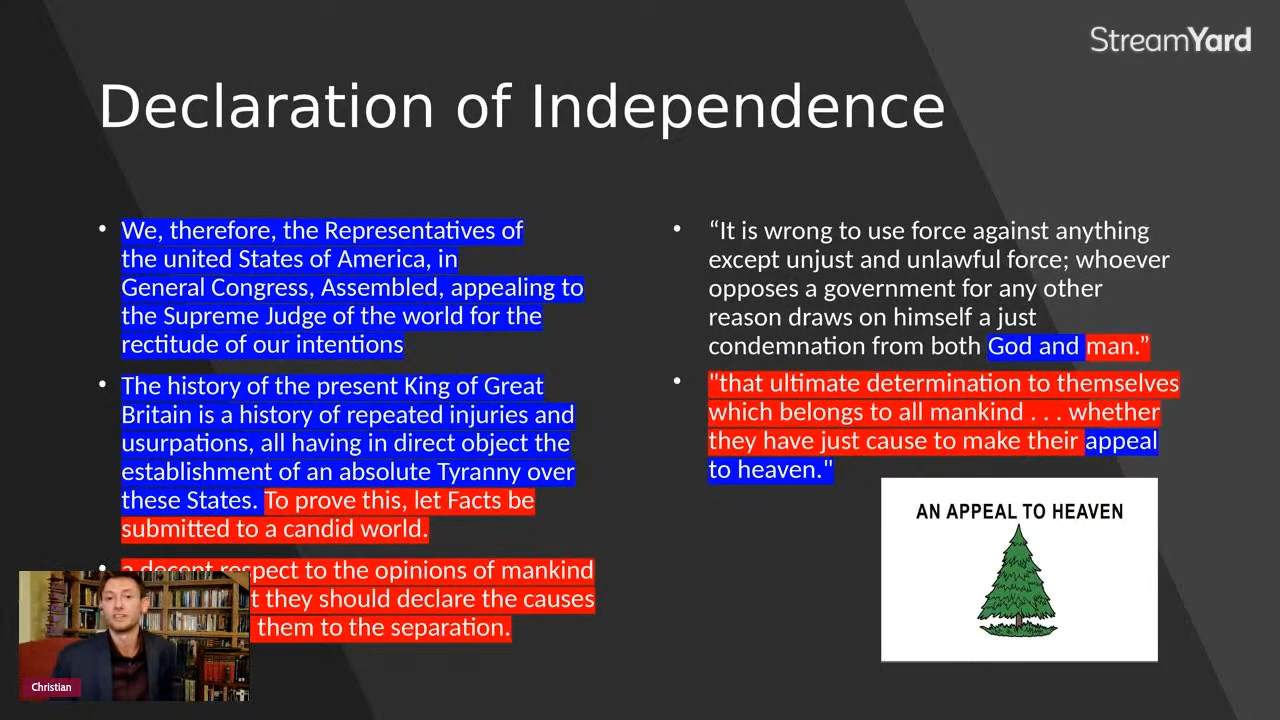 StreamYard
Declaration of Independence
• We, therefore, the Representatives of
the united States of America, in
General Congress, Assembled, appealing to
the Supreme Judge of the world for the
rectitude of our intentions
• The history of the present King of Great
Britain is a history of repeated injuries and
usurpations, all having in direct object the
establishment of an absolute Tyranny over
these States. To prove this, let Facts be
submitted to a candid world.
• a decent respect to the opinions of mankind
t they should declare the causes
them to the separation.
• “It is wrong to use force against anything
except unjust and unlawful force; whoever
opposes a government for any other
reason draws on himself a just
condemnation from both God and man.”
• "that ultimate determination to themselves
which belongs to all mankind . . . whether
they have just cause to make their appeal
to heaven."
AN APPEAL TO HEAVEN
Christian